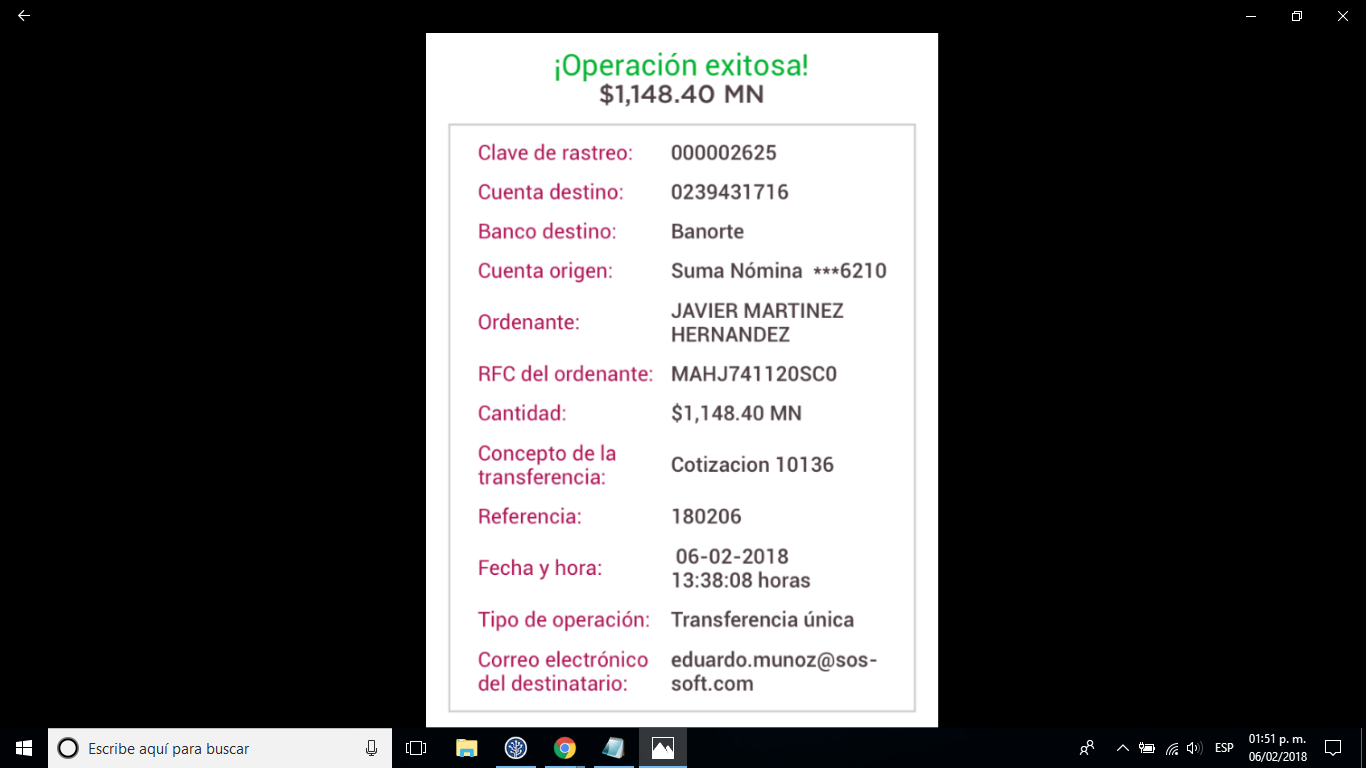 ¡Operación exitosa!
$1,148.40 MN
Clave de rastreo: 000002625
Cuenta destino: 0239431716
Banco destino: Banorte
Cuenta origen: Suma Nómina ***6210
Ordenante: JAVIER MARTINEZ
HERNANDEZ
RFC del ordenante: MAHJ741120SC0
Cantidad: $1,148.40 MN
Concepto de la
transferencia: Cotizacion 10136
Referencia: 180206
Fecha y hora: 06-02-2018
13:38:08 horas
Tipo de operación: Transferencia única
Correo electrónico eduardo.munoz@sos-
del destinatario: soft.com
Escribe aquí para buscar
ESP
01:51 p. m.
06/02/2018